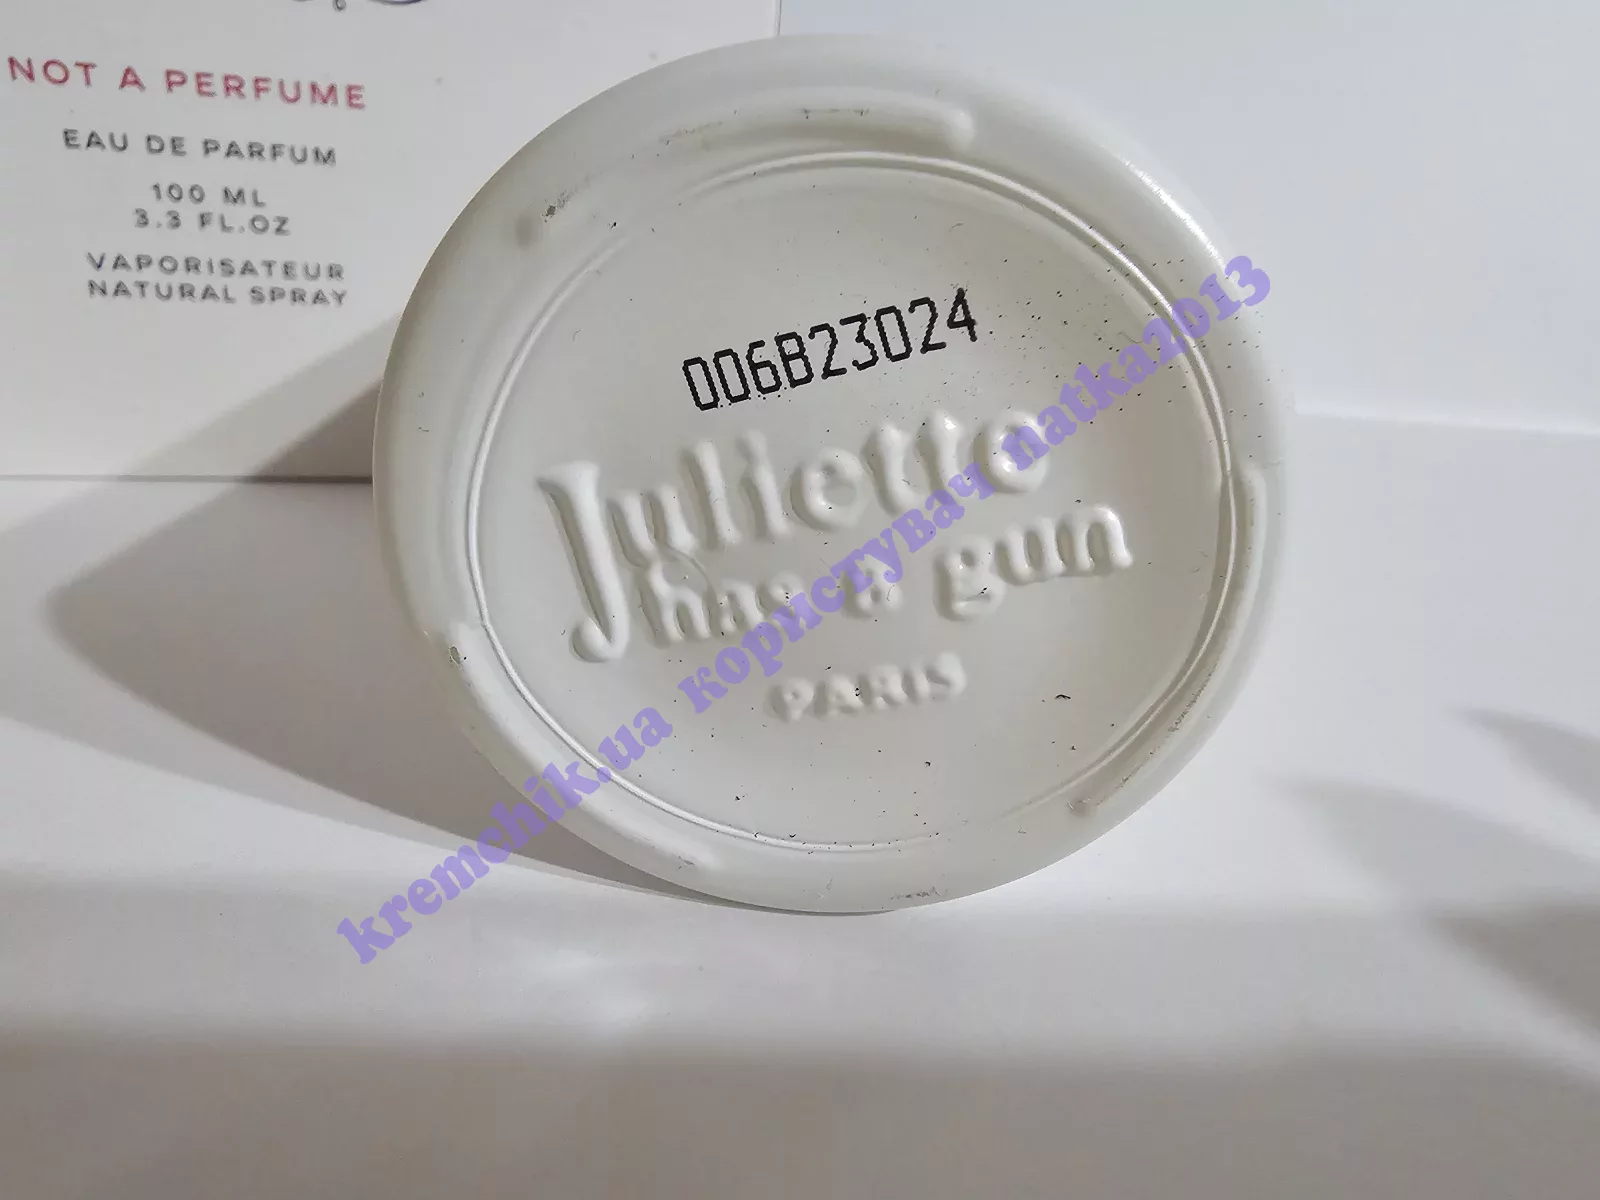 NOT A PERFUME
EAU DE PARFUM
100 ML
3.3 FL.OZ
VAPORISATEUR
NATURAL SPRAY
006B23024
Juliette
has a gun
PARIS
kremchik.ua користувач natka2013